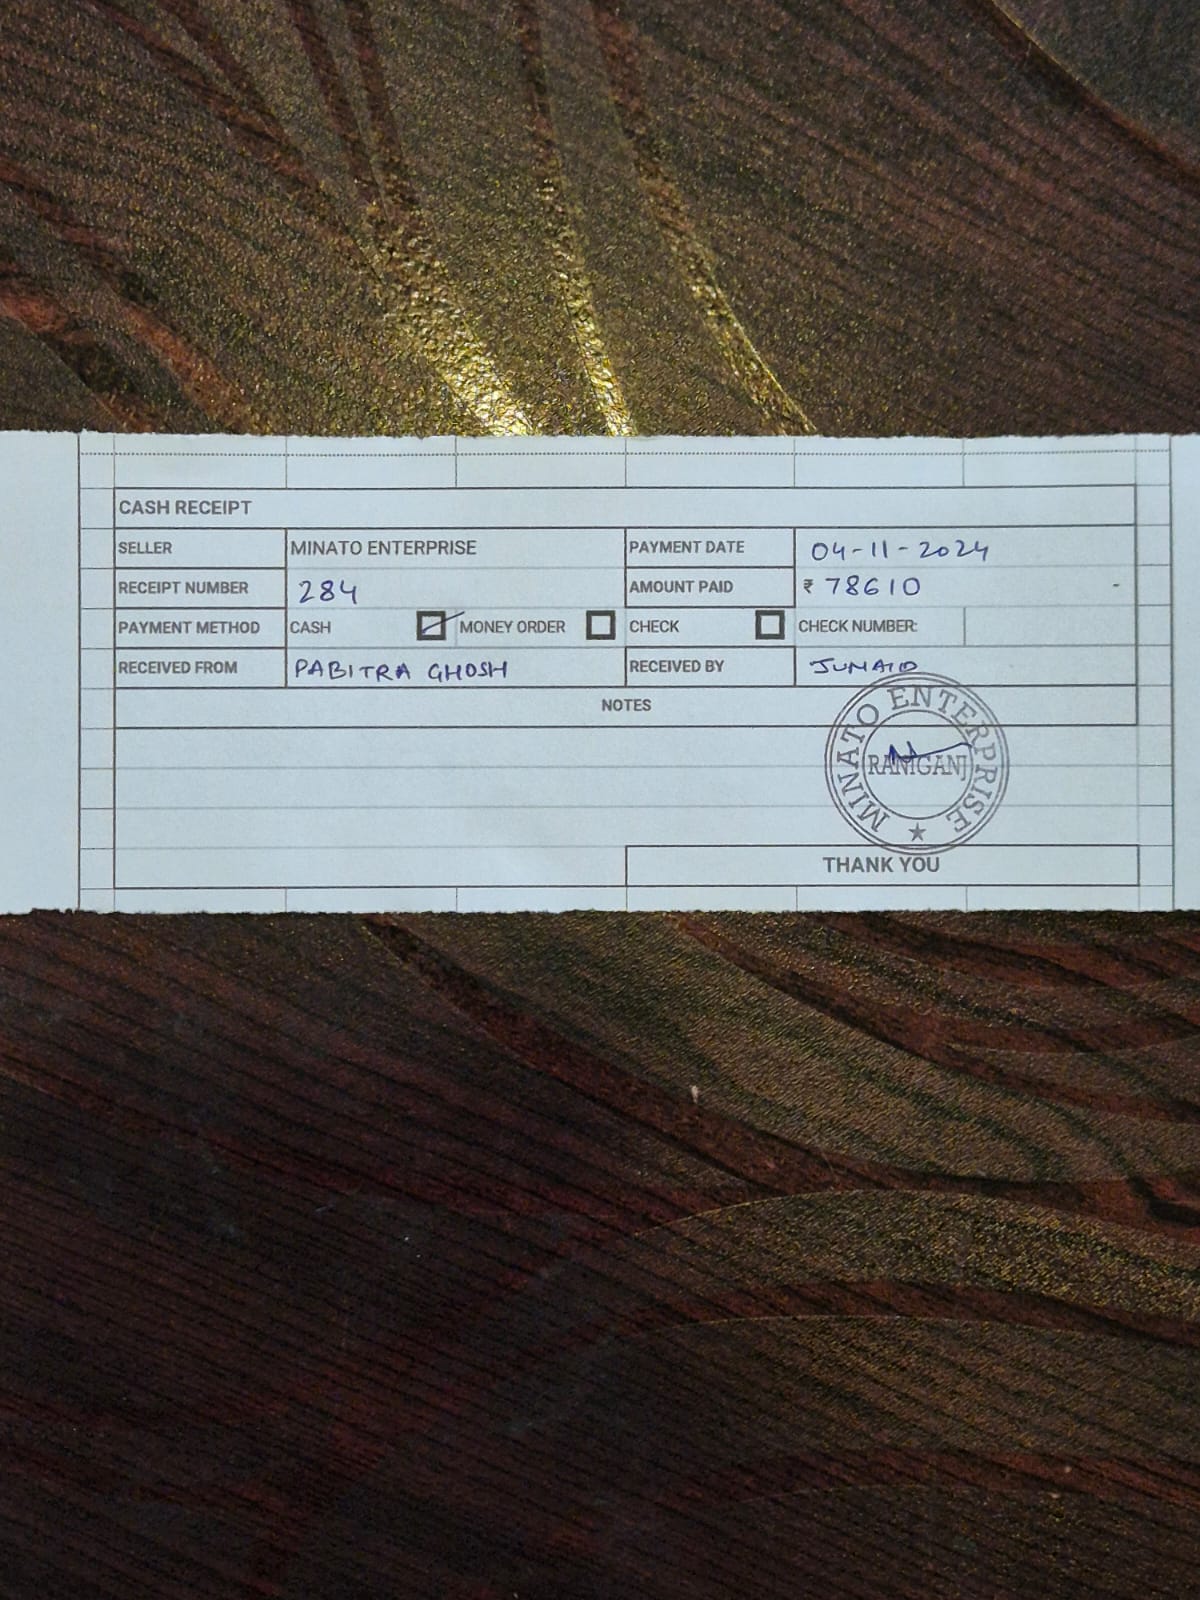 CASH RECEIPT
SELLER MINATO ENTERPRISE PAYMENT DATE 04-11-2024
RECEIPT NUMBER 284 AMOUNT PAID ₹ 78610 -
PAYMENT METHOD CASH MONEY ORDER CHECK CHECK NUMBER:
RECEIVED FROM PABITRA GHOSH RECEIVED BY JUNAID
NOTES
MINATO ENTERPRISE
RANIGANJ
THANK YOU